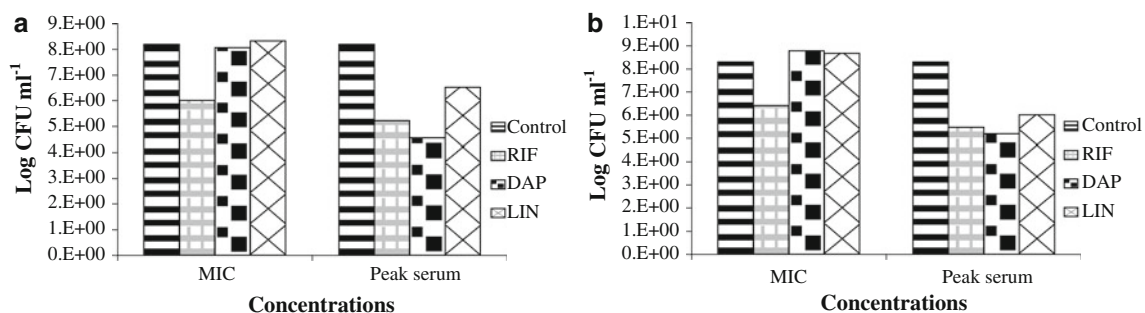 a
Log CFU ml-1
9.E+00
8.E+00
7.E+00
6.E+00
5.E+00
4.E+00
3.E+00
2.E+00
1.E+00
0.E+00
MIC
Peak serum
Concentrations
Control
RIF
DAP
LIN
b
Log CFU ml-1
1.E+01
9.E+00
8.E+00
7.E+00
6.E+00
5.E+00
4.E+00
3.E+00
2.E+00
1.E+00
0.E+00
MIC
Peak serum
Concentrations
Control
RIF
DAP
LIN